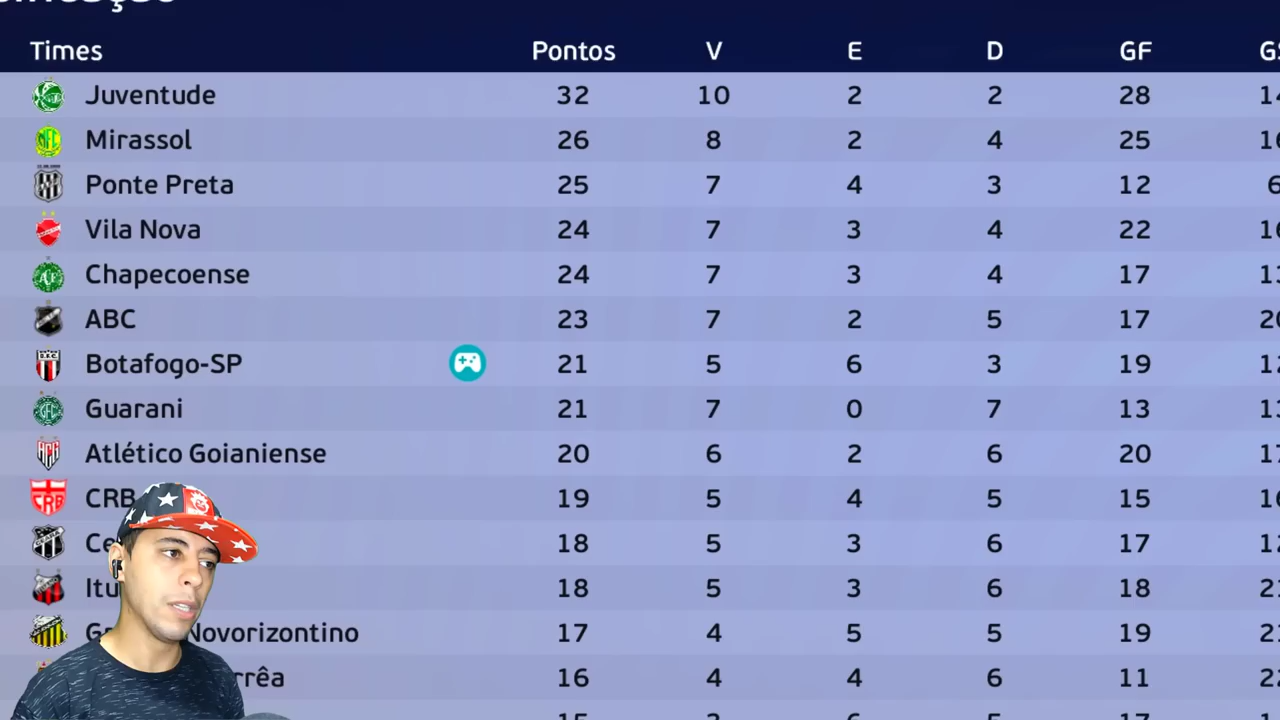 Times Pontos V E D GF
Juventude 32 10 2 2 28
Mirassol 26 8 2 4 25
Ponte Preta 25 7 4 3 12
Vila Nova 24 7 3 4 22
Chapecoense 24 7 3 4 17
ABC 23 7 2 5 17
Botafogo-SP 21 5 6 3 19
Guarani 21 7 0 7 13
Atlético Goianiense 20 6 2 6 20
CRB 19 5 4 5 15
Ce 18 5 3 6 17
Itu 18 5 3 6 18
Novorizontino 17 4 5 5 19
rrêa 16 4 4 6 11